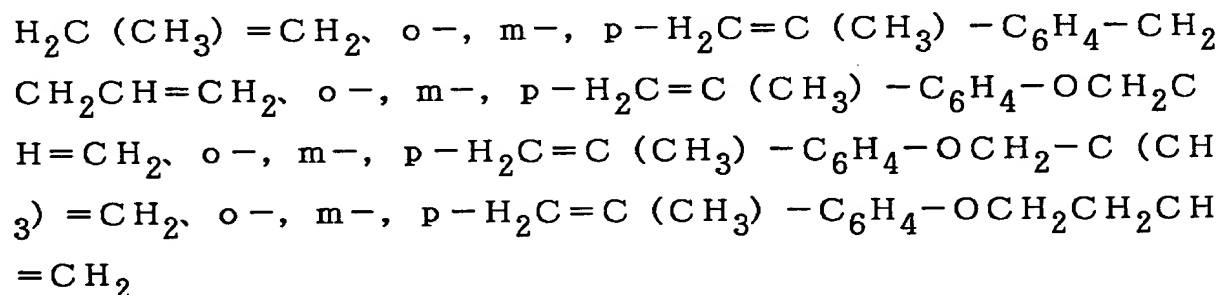 H₂C (CH₃) =CH₂、o-, m-, p-H₂C=C (CH₃) -C₆H₄-CH₂
CH₂CH=CH₂、o-, m-, p-H₂C=C (CH₃) -C₆H₄-OCH₂C
H=CH₂、o-, m-, p-H₂C=C (CH₃) -C₆H₄-OCH₂-C (CH
₃) =CH₂、o-, m-, p-H₂C=C (CH₃) -C₆H₄-OCH₂CH₂CH
=CH₂